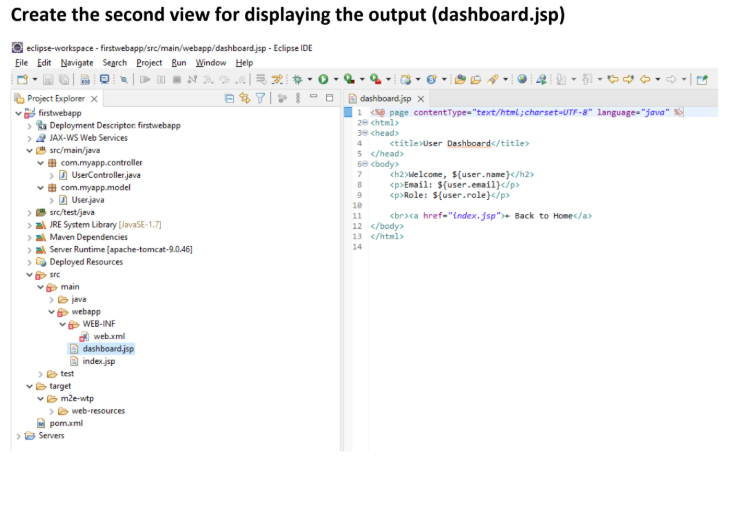 Create the second view for displaying the output (dashboard.jsp)
eclipse-workspace - firstwebapp/src/main/webapp/dashboard.jsp - Eclipse IDE
File Edit Navigate Search Project Run Window Help
Project Explorer
firstwebapp
Deployment Descriptor: firstwebapp
JAX-WS Web Services
src/main/java
com.myapp.controller
UserController.java
com.myapp.model
User.java
src/test/java
JRE System Library [JavaSE-1.7]
Maven Dependencies
Server Runtime [apache-tomcat-9.0.46]
Deployed Resources
src
main
java
webapp
WEB-INF
web.xml
dashboard.jsp
index.jsp
test
target
m2e-wtp
web-resources
pom.xml
Servers
dashboard.jsp
1 <%@ page contentType="text/html;charset=UTF-8" language="java" %>
2 <html>
3 <head>
4 <title>User Dashboard</title>
5 </head>
6 <body>
7 <h2>Welcome, ${user.name}</h2>
8 <p>Email: ${user.email}</p>
9 <p>Role: ${user.role}</p>
10
11 <br><a href="index.jsp">← Back to Home</a>
12 </body>
13 </html>
14